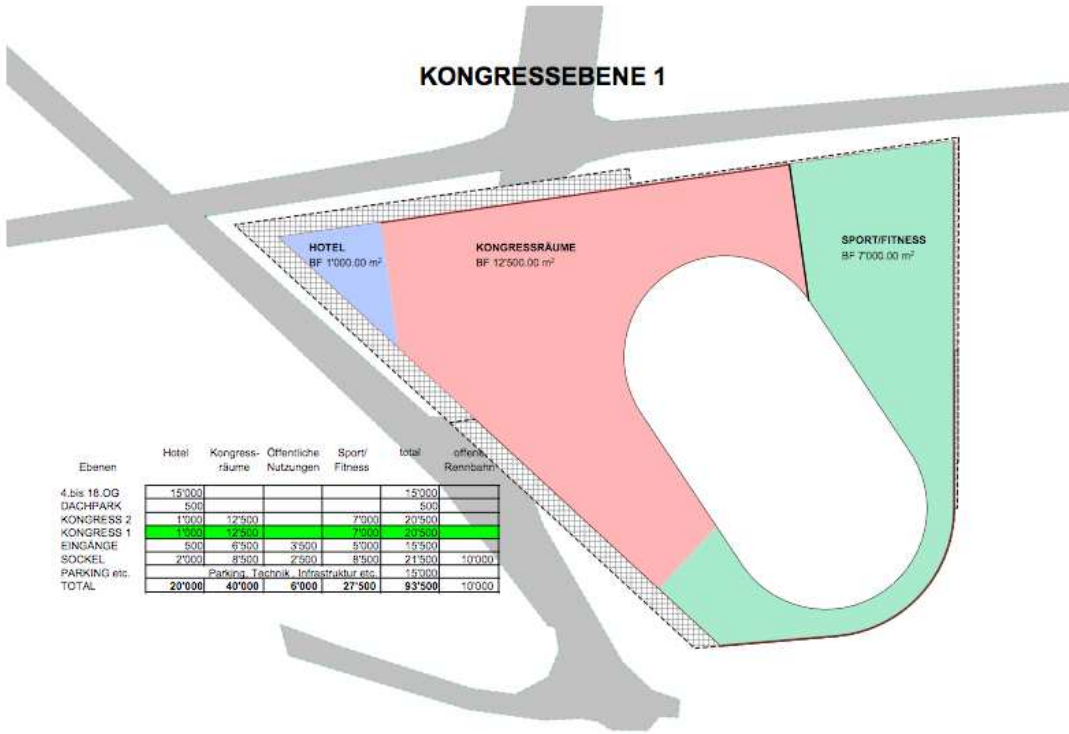 KONGRESSEBENE 1
HOTEL
BF 1'000.00 m²
KONGRESSRÄUME
BF 12'500.00 m²
SPORT/FITNESS
BF 7'000.00 m²
Ebenen Hotel Kongress- Öffentliche Sport/ total offene
räume Nutzungen Fitness Rennbahn
4.bis 18.OG 15'000 15'000
DACHPARK 500 500
KONGRESS 2 1'000 12'500 7'000 20'500
KONGRESS 1 1'000 12'500 7'000 20'500
EINGÄNGE 500 6'500 3'500 5'000 15'500
SOCKEL 2'000 8'500 2'500 8'500 21'500 10'000
PARKING etc. Parking, Technik, Infrastruktur etc. 15'000
TOTAL 20'000 40'000 6'000 27'500 93'500 10'000